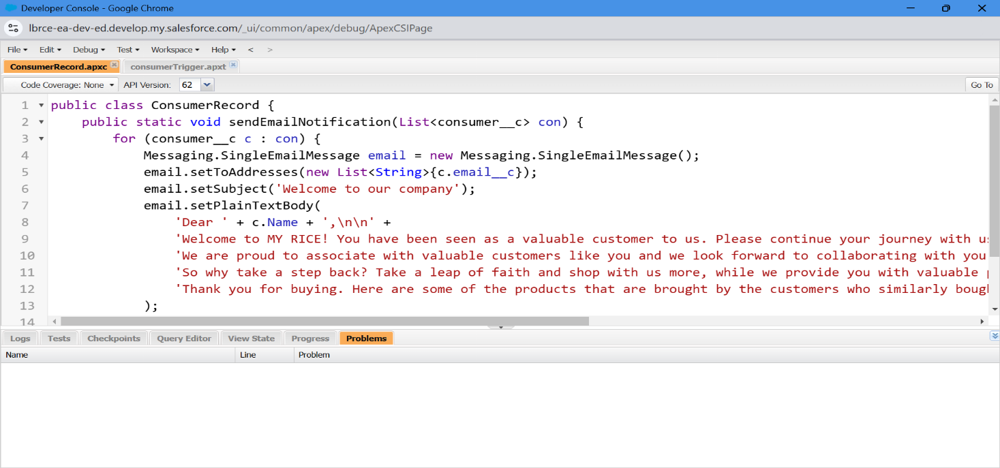 Developer Console - Google Chrome
lbrce-ea-dev-ed.develop.my.salesforce.com/_ui/common/apex/debug/ApexCSIPage
File Edit Debug Test Workspace Help < >
ConsumerRecord.apxc consumerTrigger.apxt
Code Coverage: None API Version: 62 Go To
1 public class ConsumerRecord {
2 public static void sendEmailNotification(List<consumer__c> con) {
3 for (consumer__c c : con) {
4 Messaging.SingleEmailMessage email = new Messaging.SingleEmailMessage();
5 email.setToAddresses(new List<String>{c.email__c});
6 email.setSubject('Welcome to our company');
7 email.setPlainTextBody(
8 'Dear ' + c.Name + ',\n\n' +
9 'Welcome to MY RICE! You have been seen as a valuable customer to us. Please continue your journey with
10 'We are proud to associate with valuable customers like you and we look forward to collaborating with you
11 'So why take a step back? Take a leap of faith and shop with us more, while we provide you with valuable
12 'Thank you for buying. Here are some of the products that are brought by the customers who similarly
13 );
14
Logs Tests Checkpoints Query Editor View State Progress Problems
Name Line Problem